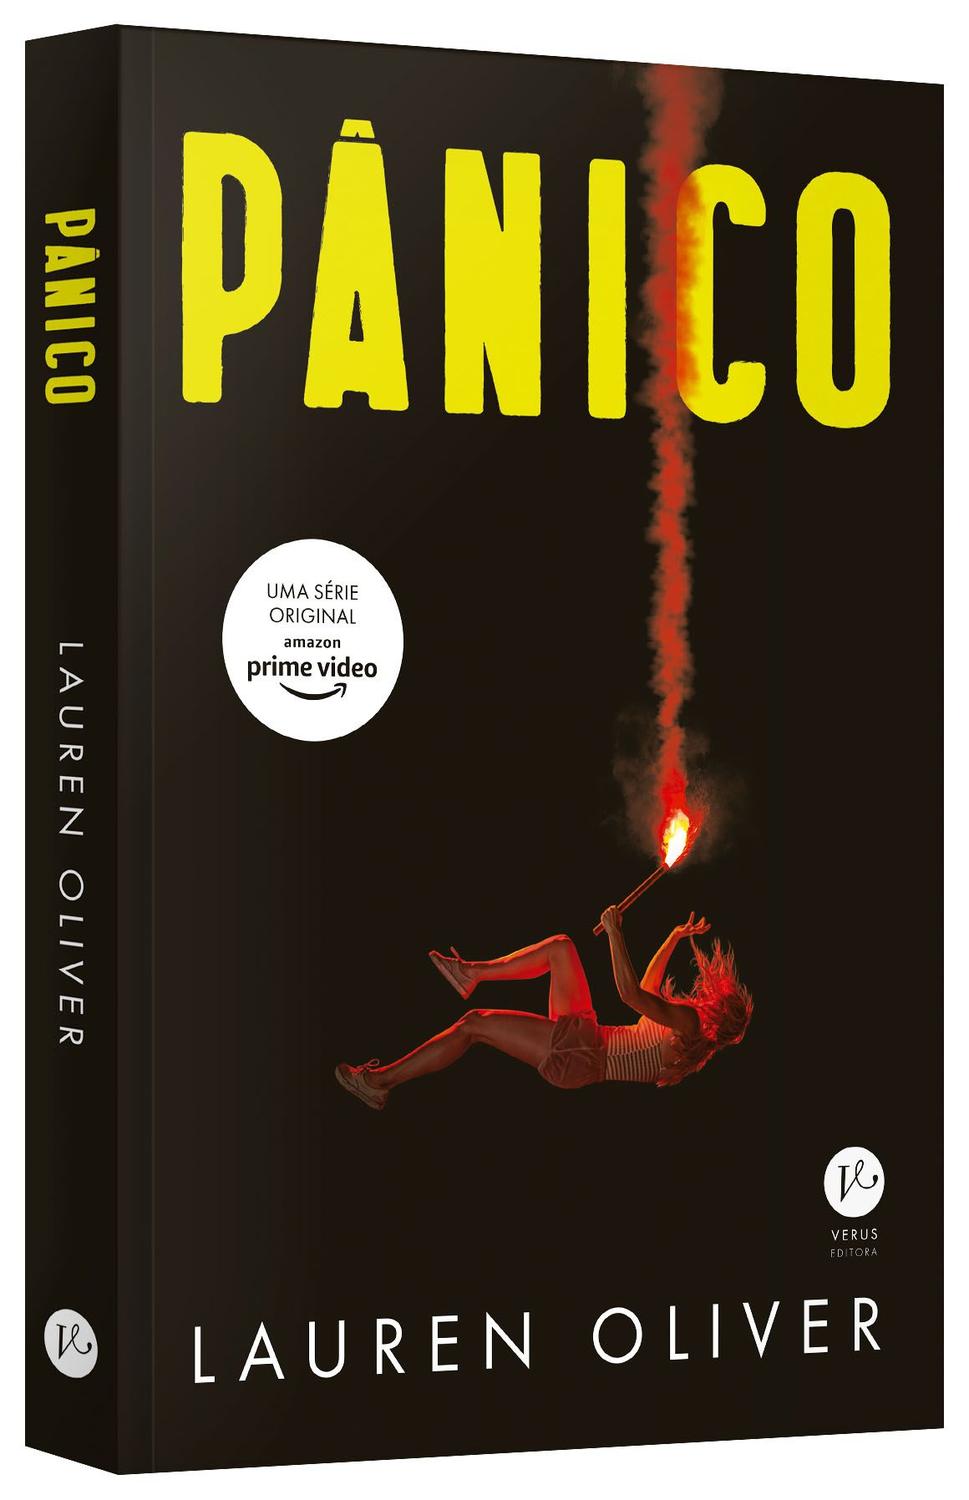 PÂNICO
LAUREN OLIVER
PÂNICO
UMA SÉRIE
ORIGINAL
amazon
prime video
VERUS
EDITORA
LAUREN OLIVER